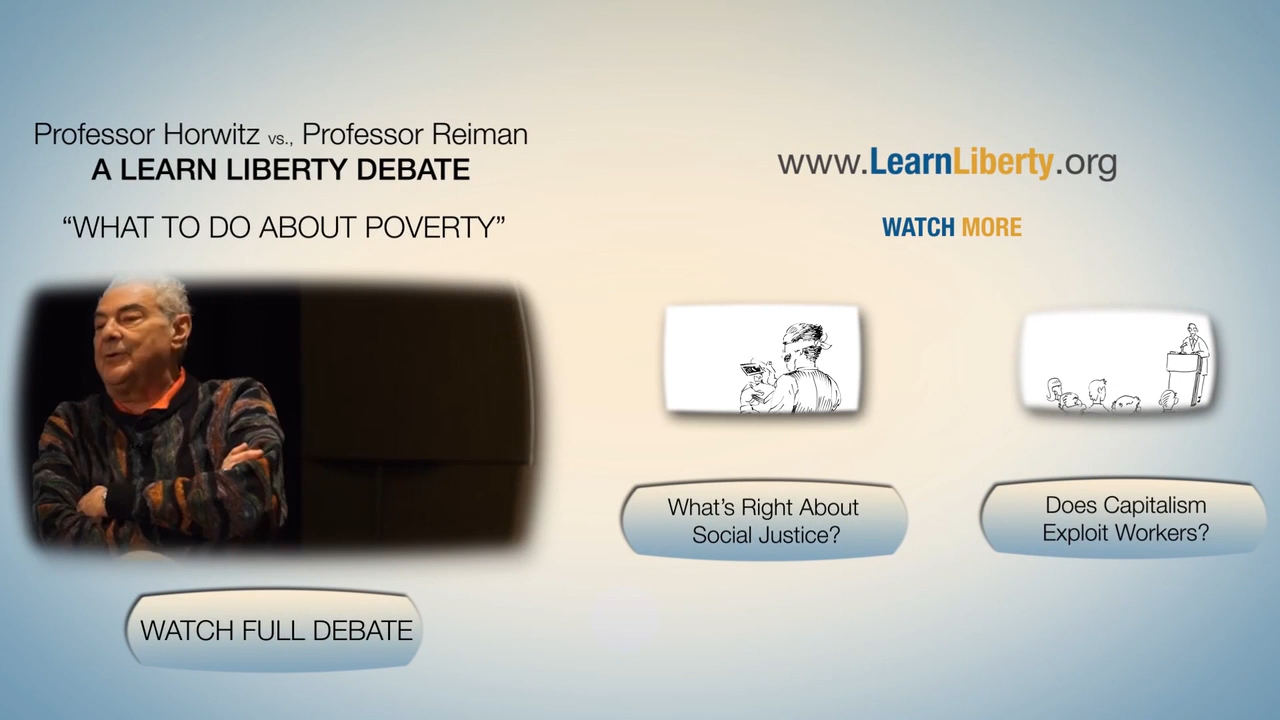 Professor Horwitz vs., Professor Reiman
A LEARN LIBERTY DEBATE
“WHAT TO DO ABOUT POVERTY”
WATCH FULL DEBATE
www.LearnLiberty.org
WATCH MORE
What’s Right About
Social Justice?
Does Capitalism
Exploit Workers?